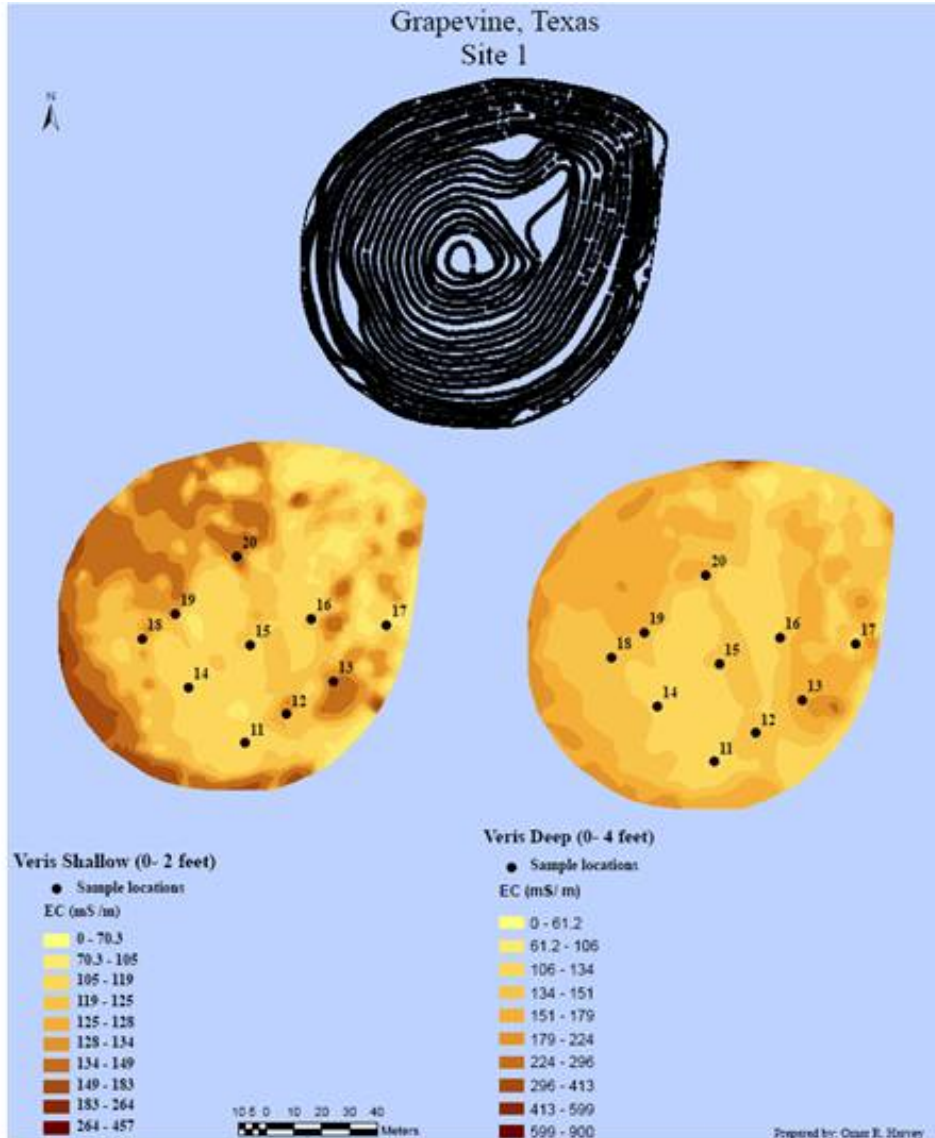 Grapevine, Texas
Site 1
N
20
19
18
16
17
15
14
13
12
11
20
19
18
16
17
15
14
13
12
11
Veris Shallow (0- 2 feet)
Sample locations
EC (mS /m)
0 - 70.3
70.3 - 105
105 - 119
119 - 125
125 - 128
128 - 134
134 - 149
149 - 183
183 - 264
264 - 457
Veris Deep (0- 4 feet)
Sample locations
EC (mS/ m)
0 - 61.2
61.2 - 106
106 - 134
134 - 151
151 - 179
179 - 224
224 - 296
296 - 413
413 - 599
599 - 900
10 5 0 10 20 30 40
Meters
Prepared by: Omar R. Harvey